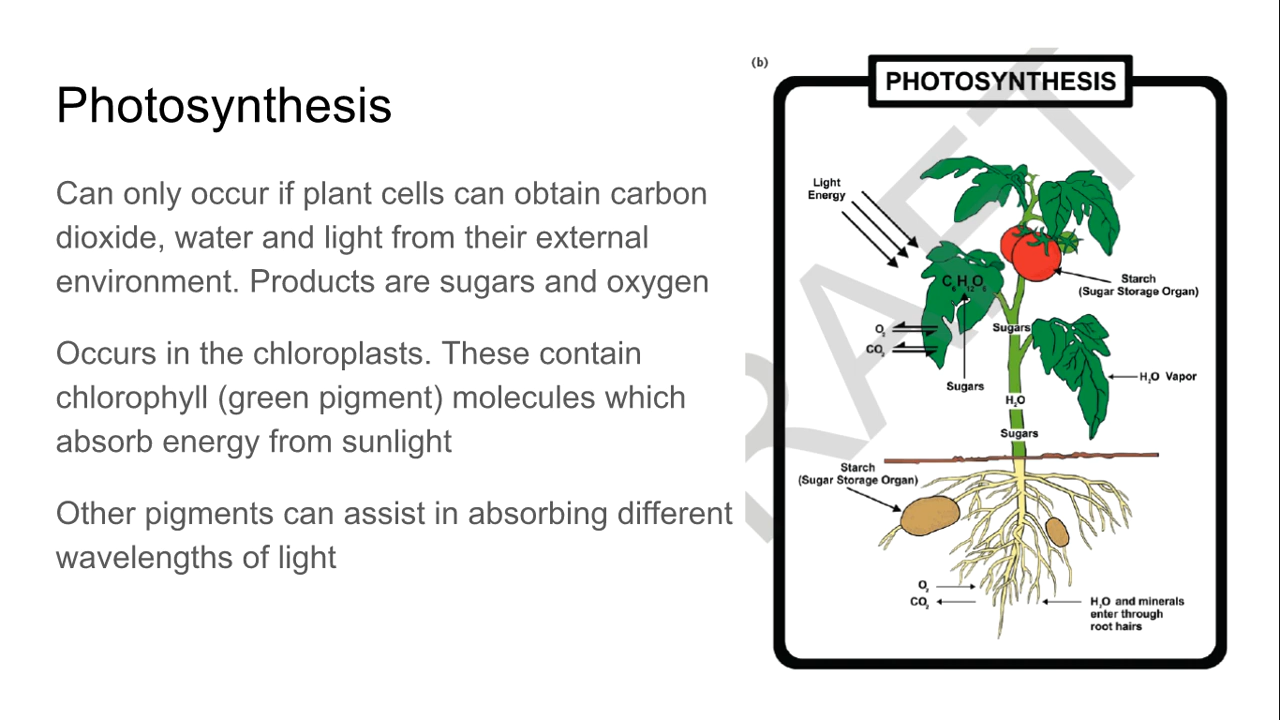 Photosynthesis
Can only occur if plant cells can obtain carbon
dioxide, water and light from their external
environment. Products are sugars and oxygen
Occurs in the chloroplasts. These contain
chlorophyll (green pigment) molecules which
absorb energy from sunlight
Other pigments can assist in absorbing different
wavelengths of light
(b)
PHOTOSYNTHESIS
Light
Energy
C₆H₁₂O₆
Starch
(Sugar Storage Organ)
O₂
CO₂
Sugars
Sugars
H₂O Vapor
H₂O
Sugars
Starch
(Sugar Storage Organ)
O₂
CO₂
H₂O and minerals
enter through
root hairs
RAFT